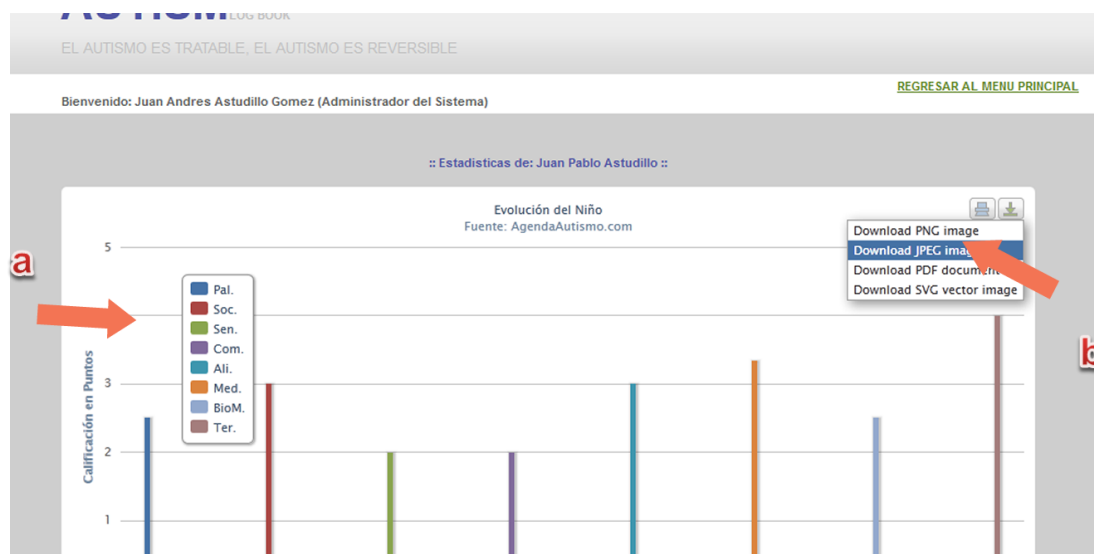 AUTISM LOG BOOK
EL AUTISMO ES TRATABLE, EL AUTISMO ES REVERSIBLE
REGRESAR AL MENU PRINCIPAL
Bienvenido: Juan Andres Astudillo Gomez (Administrador del Sistema)
:: Estadisticas de: Juan Pablo Astudillo ::
Evolución del Niño
Fuente: AgendaAutismo.com
Download PNG image
Download JPEG image
Download PDF document
Download SVG vector image
a
b
Calificación en Puntos
5
3
2
1
Pal.
Soc.
Sen.
Com.
Ali.
Med.
BioM.
Ter.